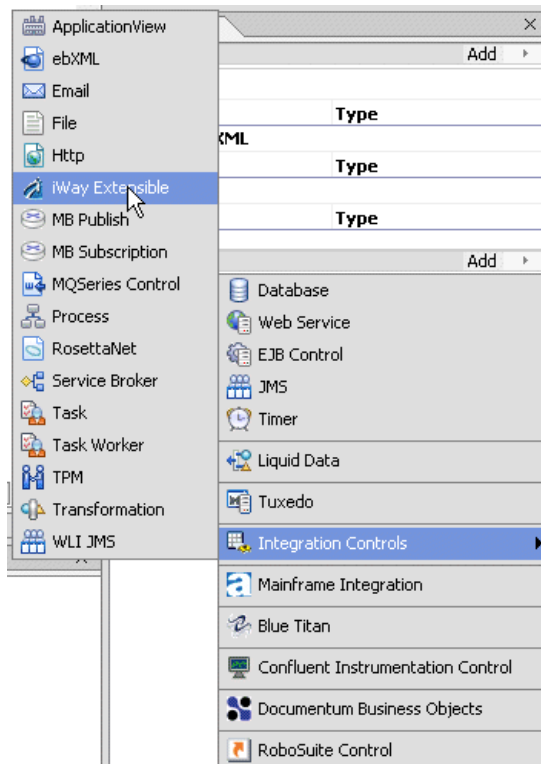 ApplicationView
ebXML
Email
File
Http
iWay Extensible
MB Publish
MB Subscription
MQSeries Control
Process
RosettaNet
Service Broker
Task
Task Worker
TPM
Transformation
WLI JMS
Add
Type
XML
Type
Type
Add
Database
Web Service
EJB Control
JMS
Timer
Liquid Data
Tuxedo
Integration Controls
Mainframe Integration
Blue Titan
Confluent Instrumentation Control
Documentum Business Objects
RoboSuite Control